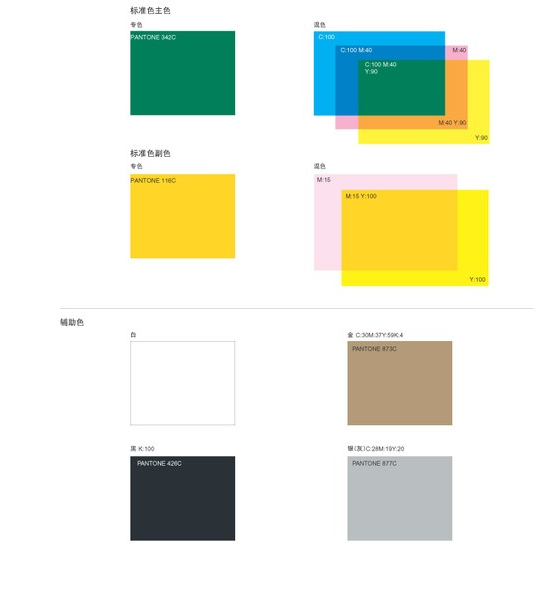 标准色主色
专色
混色
PANTONE 342C
C:100
C:100 M:40
M:40
C:100 M:40
Y:90
M:40 Y:90
Y:90
标准色副色
专色
混色
PANTONE 116C
M:15
M:15 Y:100
Y:100
辅助色
白
金 C:30M:37Y:59K:4
PANTONE 873C
黑 K:100
银(灰)C:28M:19Y:20
PANTONE 426C
PANTONE 877C